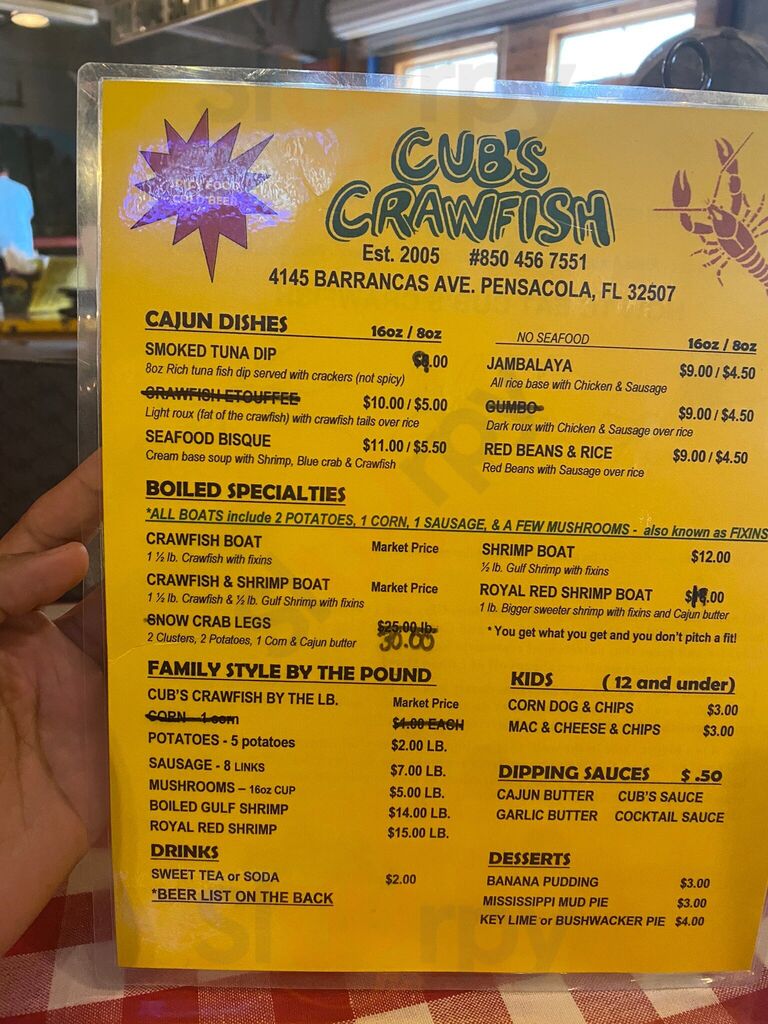 SPICY FOOD
COLD BEER
CUB'S
CRAWFISH
Est. 2005 #850 456 7551
4145 BARRANCAS AVE. PENSACOLA, FL 32507
CAJUN DISHES 16oz / 8oz
SMOKED TUNA DIP .00
8oz Rich tuna fish dip served with crackers (not spicy)
CRAWFISH ETOUFFEE $10.00 / $5.00
Light roux (fat of the crawfish) with crawfish tails over rice
SEAFOOD BISQUE $11.00 / $5.50
Cream base soup with Shrimp, Blue crab & Crawfish
NO SEAFOOD 16oz / 8oz
JAMBALAYA $9.00 / $4.50
All rice base with Chicken & Sausage
GUMBO $9.00 / $4.50
Dark roux with Chicken & Sausage over rice
RED BEANS & RICE $9.00 / $4.50
Red Beans with Sausage over rice
BOILED SPECIALTIES
*ALL BOATS include 2 POTATOES, 1 CORN, 1 SAUSAGE, & A FEW MUSHROOMS - also known as FIXINS
CRAWFISH BOAT Market Price
1 ½ lb. Crawfish with fixins
CRAWFISH & SHRIMP BOAT Market Price
1 ½ lb. Crawfish & ½ lb. Gulf Shrimp with fixins
SNOW CRAB LEGS $25.00 lb.
30.00
2 Clusters, 2 Potatoes, 1 Corn & Cajun butter
SHRIMP BOAT $12.00
½ lb. Gulf Shrimp with fixins
ROYAL RED SHRIMP BOAT .00
1 lb. Bigger sweeter shrimp with fixins and Cajun butter
* You get what you get and you don't pitch a fit!
FAMILY STYLE BY THE POUND
CUB'S CRAWFISH BY THE LB. Market Price
CORN - 1 corn $1.00 EACH
POTATOES - 5 potatoes $2.00 LB.
SAUSAGE - 8 LINKS $7.00 LB.
MUSHROOMS – 16oz CUP $5.00 LB.
BOILED GULF SHRIMP $14.00 LB.
ROYAL RED SHRIMP $15.00 LB.
DRINKS
SWEET TEA or SODA $2.00
*BEER LIST ON THE BACK
KIDS ( 12 and under)
CORN DOG & CHIPS $3.00
MAC & CHEESE & CHIPS $3.00
DIPPING SAUCES $ .50
CAJUN BUTTER CUB'S SAUCE
GARLIC BUTTER COCKTAIL SAUCE
DESSERTS
BANANA PUDDING $3.00
MISSISSIPPI MUD PIE $3.00
KEY LIME or BUSHWACKER PIE $4.00